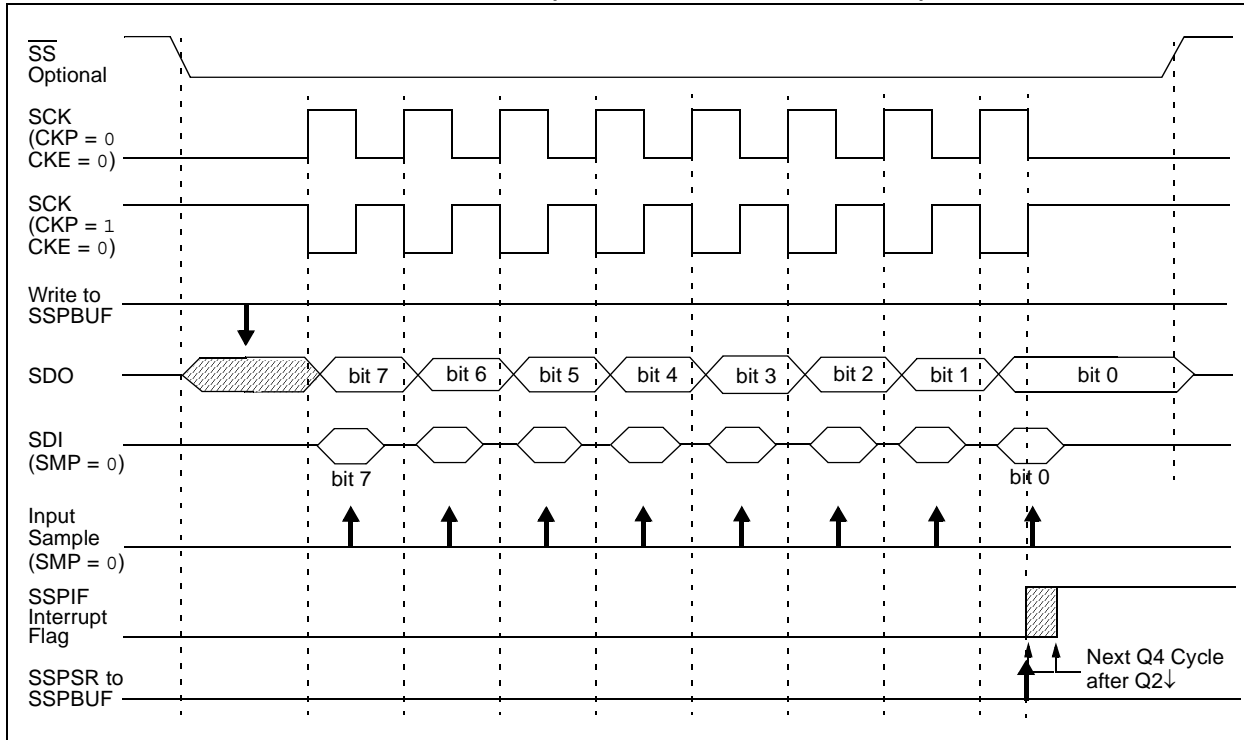 SS
Optional
SCK
(CKP = 0
CKE = 0)
SCK
(CKP = 1
CKE = 0)
Write to
SSPBUF
SDO
bit 7 bit 6 bit 5 bit 4 bit 3 bit 2 bit 1 bit 0
SDI
(SMP = 0)
bit 7 bit 0
Input
Sample
(SMP = 0)
SSPIF
Interrupt
Flag
Next Q4 Cycle
after Q2↓
SSPSR to
SSPBUF